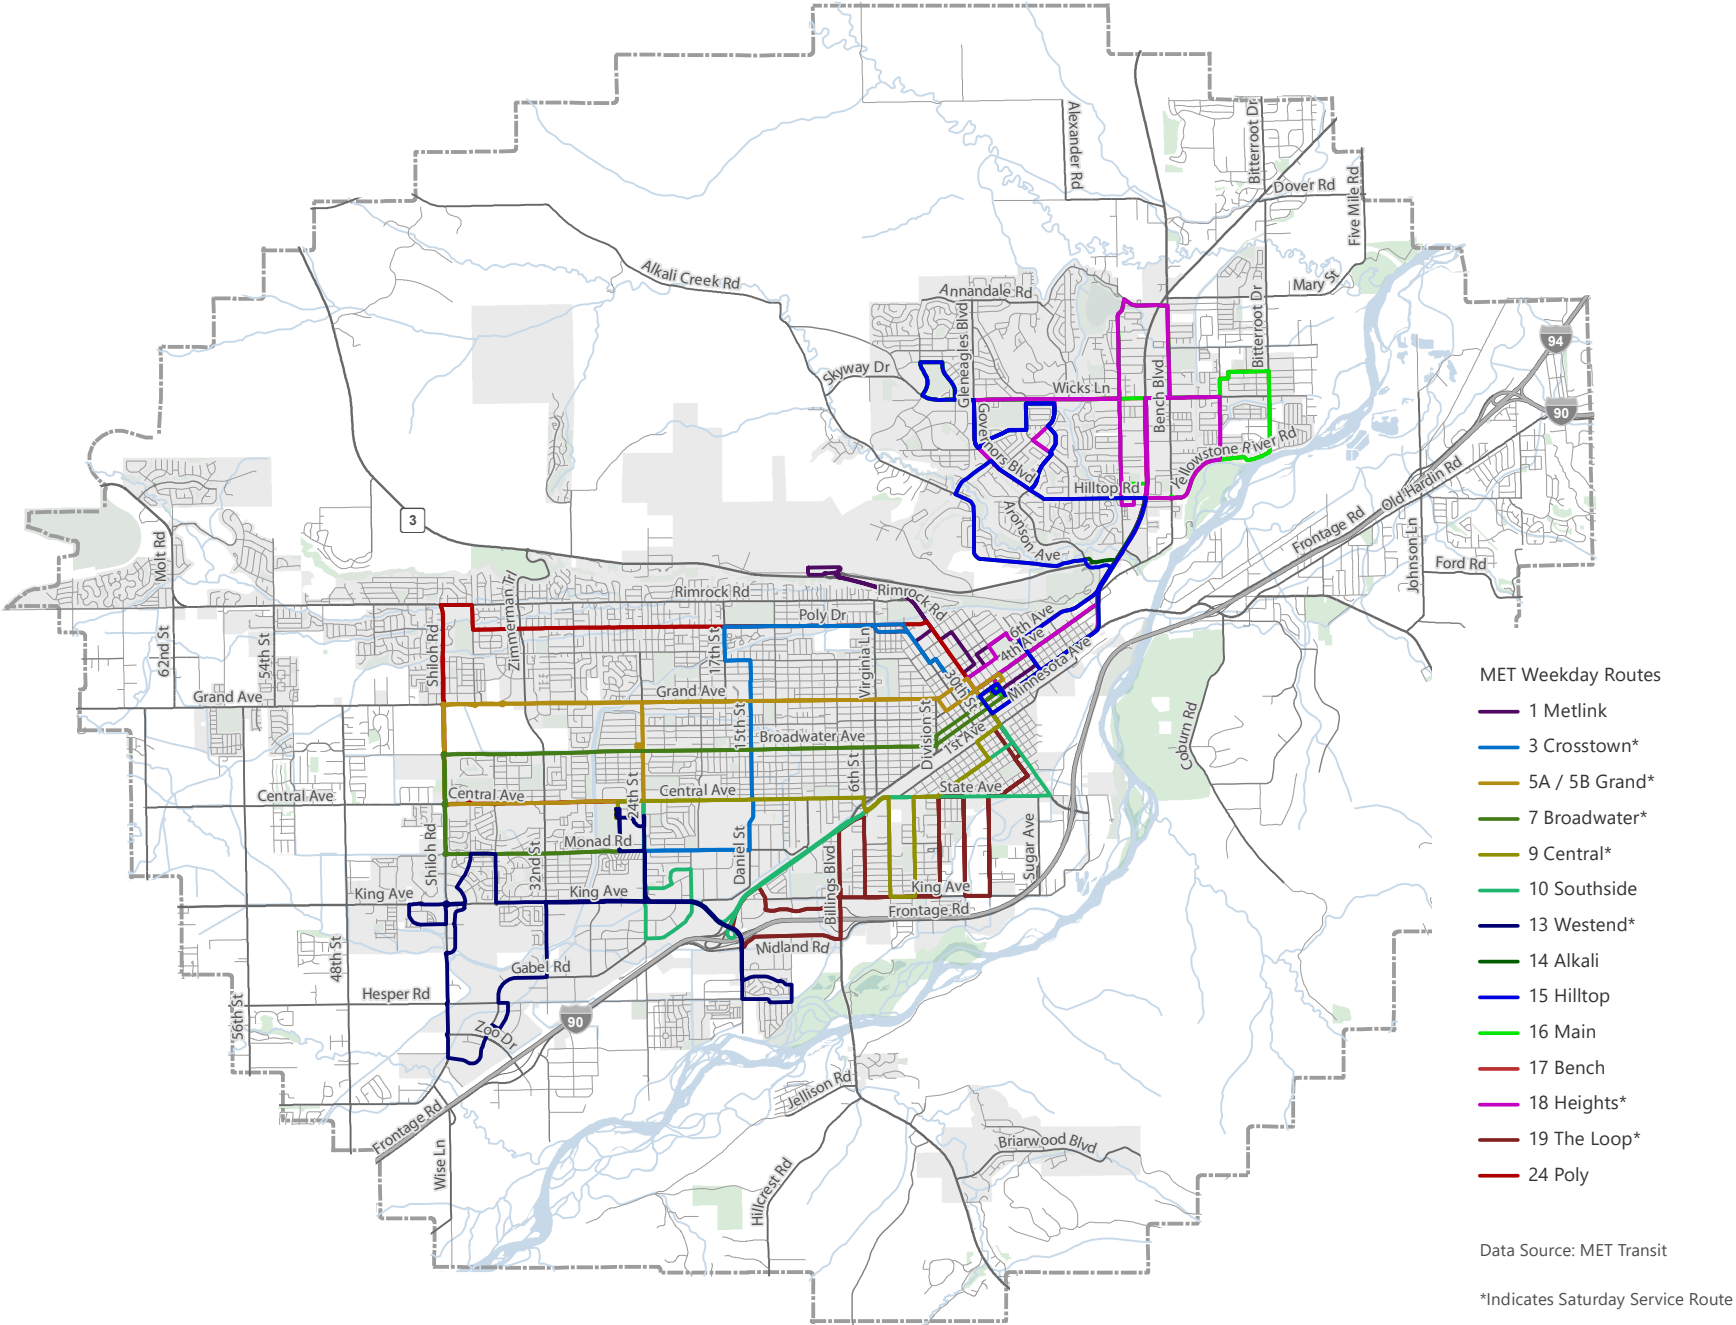 Alexander Rd
Bitterroot Dr
Dover Rd
Five Mile Rd
Alkali Creek Rd
Annandale Rd
Mary St
Gleneagles Blvd
Bitterroot Dr
94
Skyway Dr
Wicks Ln
Bench Blvd
90
Governors Blvd
Yellowstone River Rd
Hilltop Rd
Old Hardin Rd
3
Aronson Ave
Frontage Rd
Molt Rd
Johnson Ln
Ford Rd
Zimmerman Trl
Rimrock Rd
Rimrock Rd
Poly Dr
6th Ave
4th Ave
62nd St
54th St
Shiloh Rd
17th St
Virginia Ln
30th St
Minnesota Ave
Grand Ave
Grand Ave
15th St
Broadwater Ave
Division St
1st Ave
Coburn Rd
Central Ave
Central Ave
24th St
Central Ave
6th St
State Ave
Shiloh Rd
Monad Rd
32nd St
Daniel St
Billings Blvd
Sugar Ave
King Ave
King Ave
King Ave
Frontage Rd
48th St
Midland Rd
Gabel Rd
Hesper Rd
56th St
Zoo Dr
90
Jellison Rd
Frontage Rd
Wise Ln
Hillcrest Rd
Briarwood Blvd
MET Weekday Routes
1 Metlink
3 Crosstown*
5A / 5B Grand*
7 Broadwater*
9 Central*
10 Southside
13 Westend*
14 Alkali
15 Hilltop
16 Main
17 Bench
18 Heights*
19 The Loop*
24 Poly
Data Source: MET Transit
*Indicates Saturday Service Route